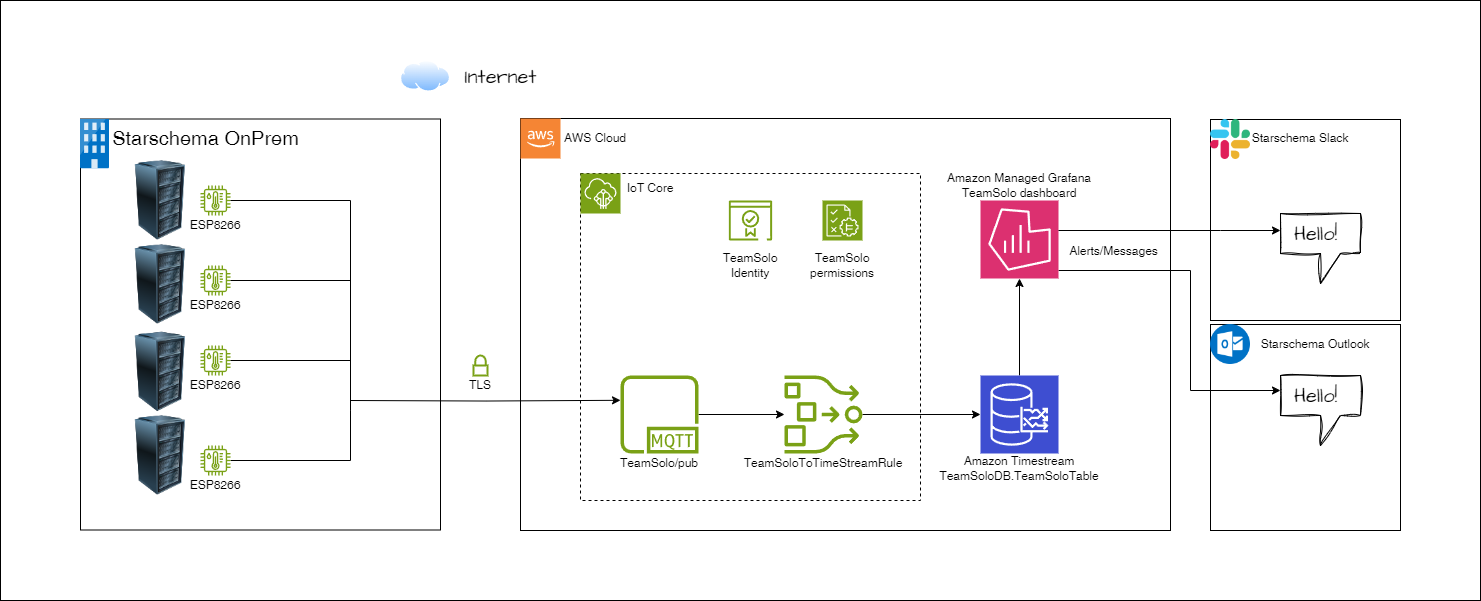 Internet
Starschema OnPrem
ESP8266
ESP8266
ESP8266
ESP8266
TLS
aws
AWS Cloud
IoT Core
TeamSolo
Identity
TeamSolo
permissions
MQTT
TeamSolo/pub
TeamSoloToTimeStreamRule
Amazon Managed Grafana
TeamSolo dashboard
Alerts/Messages
Amazon Timestream
TeamSoloDB.TeamSoloTable
Starschema Slack
Hello!
Starschema Outlook
Hello!